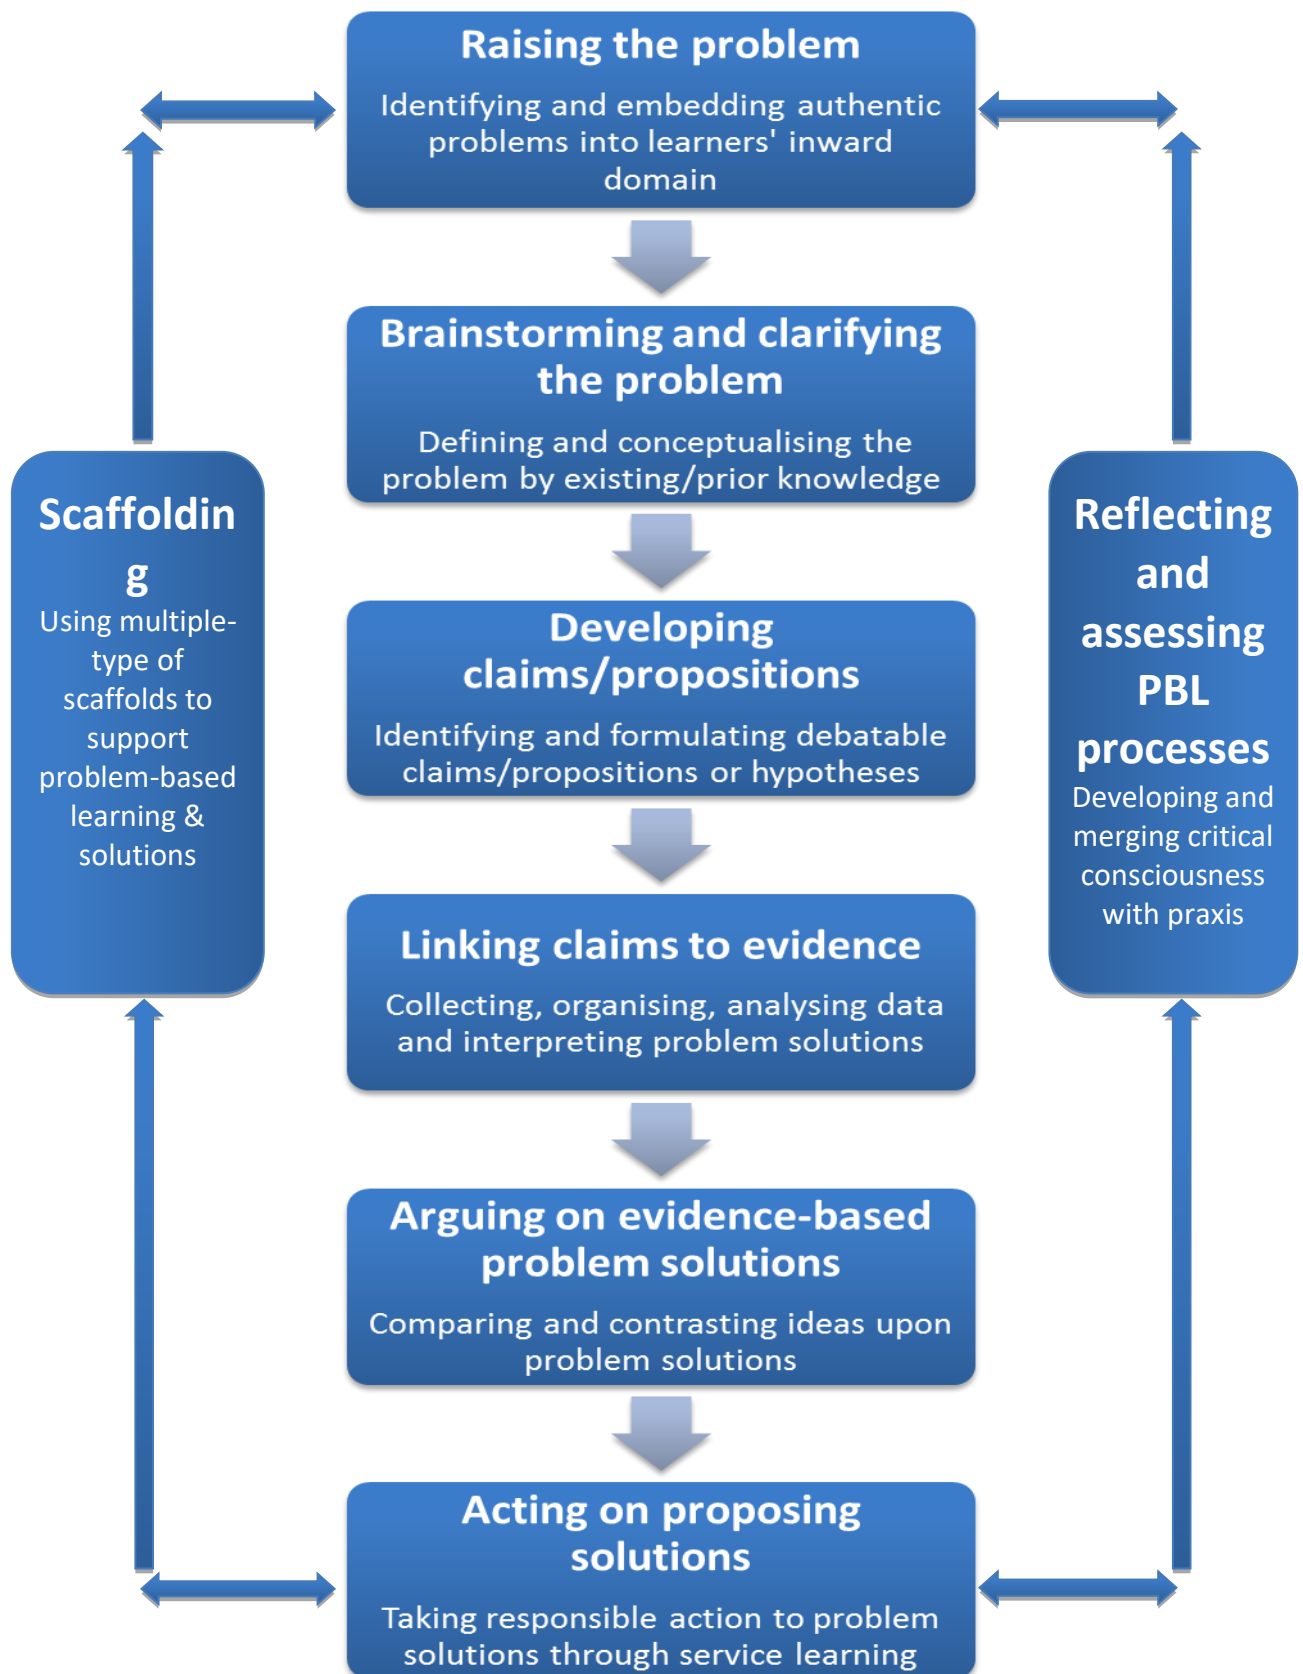 Raising the problem
Identifying and embedding authentic
problems into learners' inward
domain
Brainstorming and clarifying
the problem
Defining and conceptualising the
problem by existing/prior knowledge
Developing
claims/propositions
Identifying and formulating debatable
claims/propositions or hypotheses
Linking claims to evidence
Collecting, organising, analysing data
and interpreting problem solutions
Arguing on evidence-based
problem solutions
Comparing and contrasting ideas upon
problem solutions
Acting on proposing
solutions
Taking responsible action to problem
solutions through service learning
Scaffoldin
g
Using multiple-
type of
scaffolds to
support
problem-based
learning &
solutions
Reflecting
and
assessing
PBL
processes
Developing and
merging critical
consciousness
with praxis